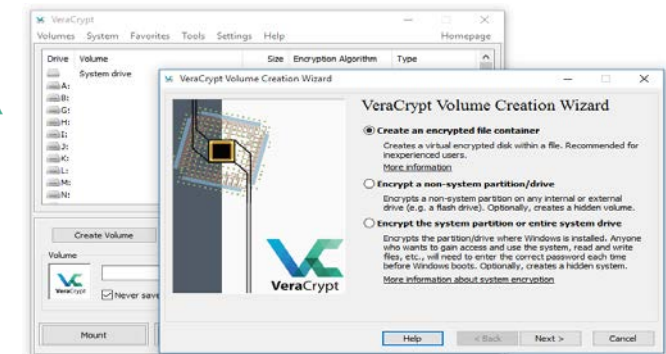 VeraCrypt
Volumes System Favorites Tools Settings Help Homepage
Drive Volume Size Encryption Algorithm Type
System drive
A:
B:
G:
H:
I:
J:
K:
L:
M:
N:
Create Volume
Volume
VeraCrypt
Never save
Mount
VeraCrypt Volume Creation Wizard
VeraCrypt Volume Creation Wizard
Create an encrypted file container
Creates a virtual encrypted disk within a file. Recommended for
inexperienced users.
More information
Encrypt a non-system partition/drive
Encrypts a non-system partition on any internal or external
drive (e.g. a flash drive). Optionally, creates a hidden volume.
Encrypt the system partition or entire system drive
Encrypts the partition/drive where Windows is installed. Anyone
who wants to gain access and use the system, read and write
files, etc., will need to enter the correct password each time
before Windows boots. Optionally, creates a hidden system.
More information about system encryption
VeraCrypt
Help < Back Next > Cancel